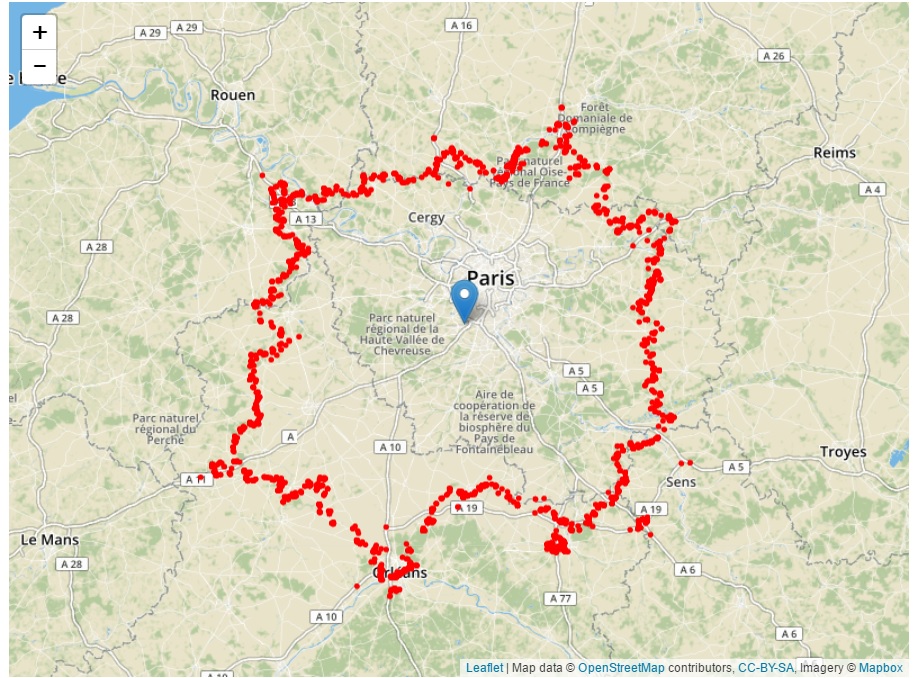 +
−
A 29
A 29
A 16
A 26
Rouen
Forêt
Domaniale de
Compiègne
Reims
Parc naturel
régional Oise-
Pays de France
A 4
Cergy
A 13
A 28
Paris
A 28
Parc naturel
régional de la
Haute Vallée de
Chevreuse
A 5
A 5
Aire de
coopération de
la réserve de
biosphère du
Pays de
Fontainebleau
Parc naturel
régional du
Perche
A
A 10
Troyes
A 5
A 11
Sens
A 19
A 19
Le Mans
A 28
Orléans
A 6
A 77
A 10
A 6
Leaflet | Map data © OpenStreetMap contributors, CC-BY-SA, Imagery © Mapbox